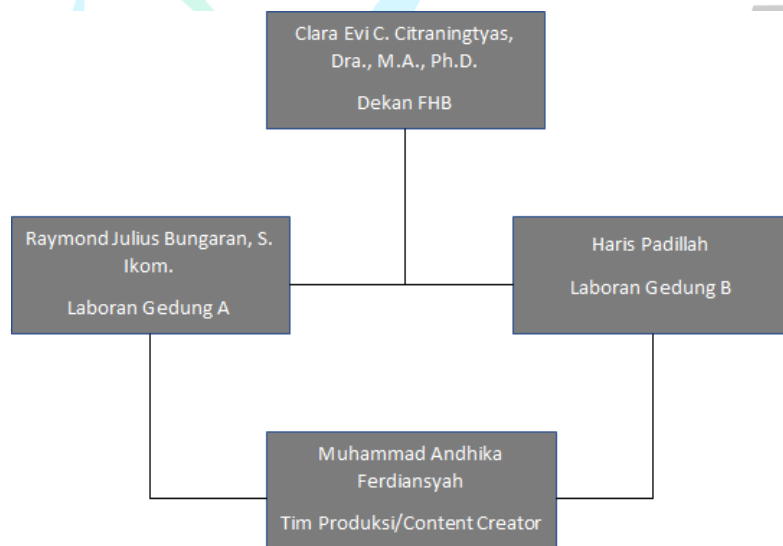 Clara Evi C. Citraningtyas,
Dra., M.A., Ph.D.
Dekan FHB
Raymond Julius Bungaran, S.
Ikom.
Laboran Gedung A
Haris Padillah
Laboran Gedung B
Muhammad Andhika
Ferdiansyah
Tim Produksi/Content Creator